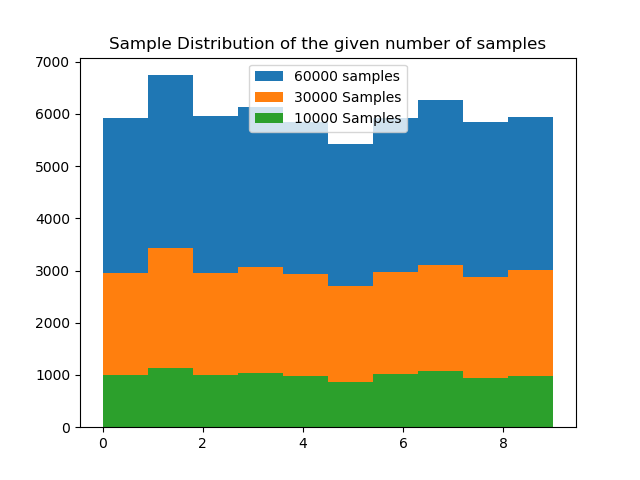 Sample Distribution of the given number of samples
7000
6000
5000
4000
3000
2000
1000
0
60000 samples
30000 Samples
10000 Samples
0 2 4 6 8